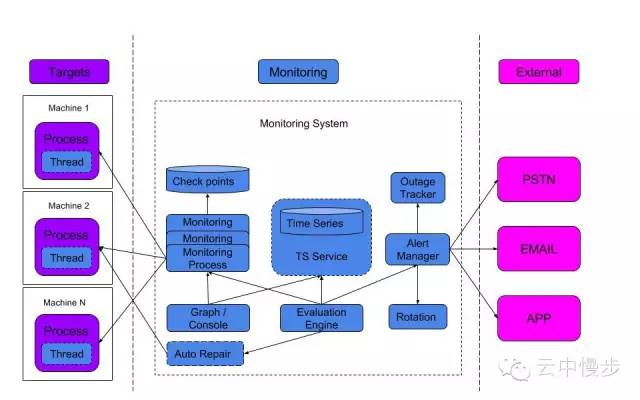 Targets
Monitoring
External
Machine 1
Process
Thread
Machine 2
Process
Thread
Machine N
Process
Thread
Monitoring System
Check points
Monitoring
Monitoring
Monitoring
Process
Time Series
TS Service
Outage
Tracker
Alert
Manager
Graph /
Console
Evaluation
Engine
Rotation
Auto Repair
PSTN
EMAIL
APP
云中慢步